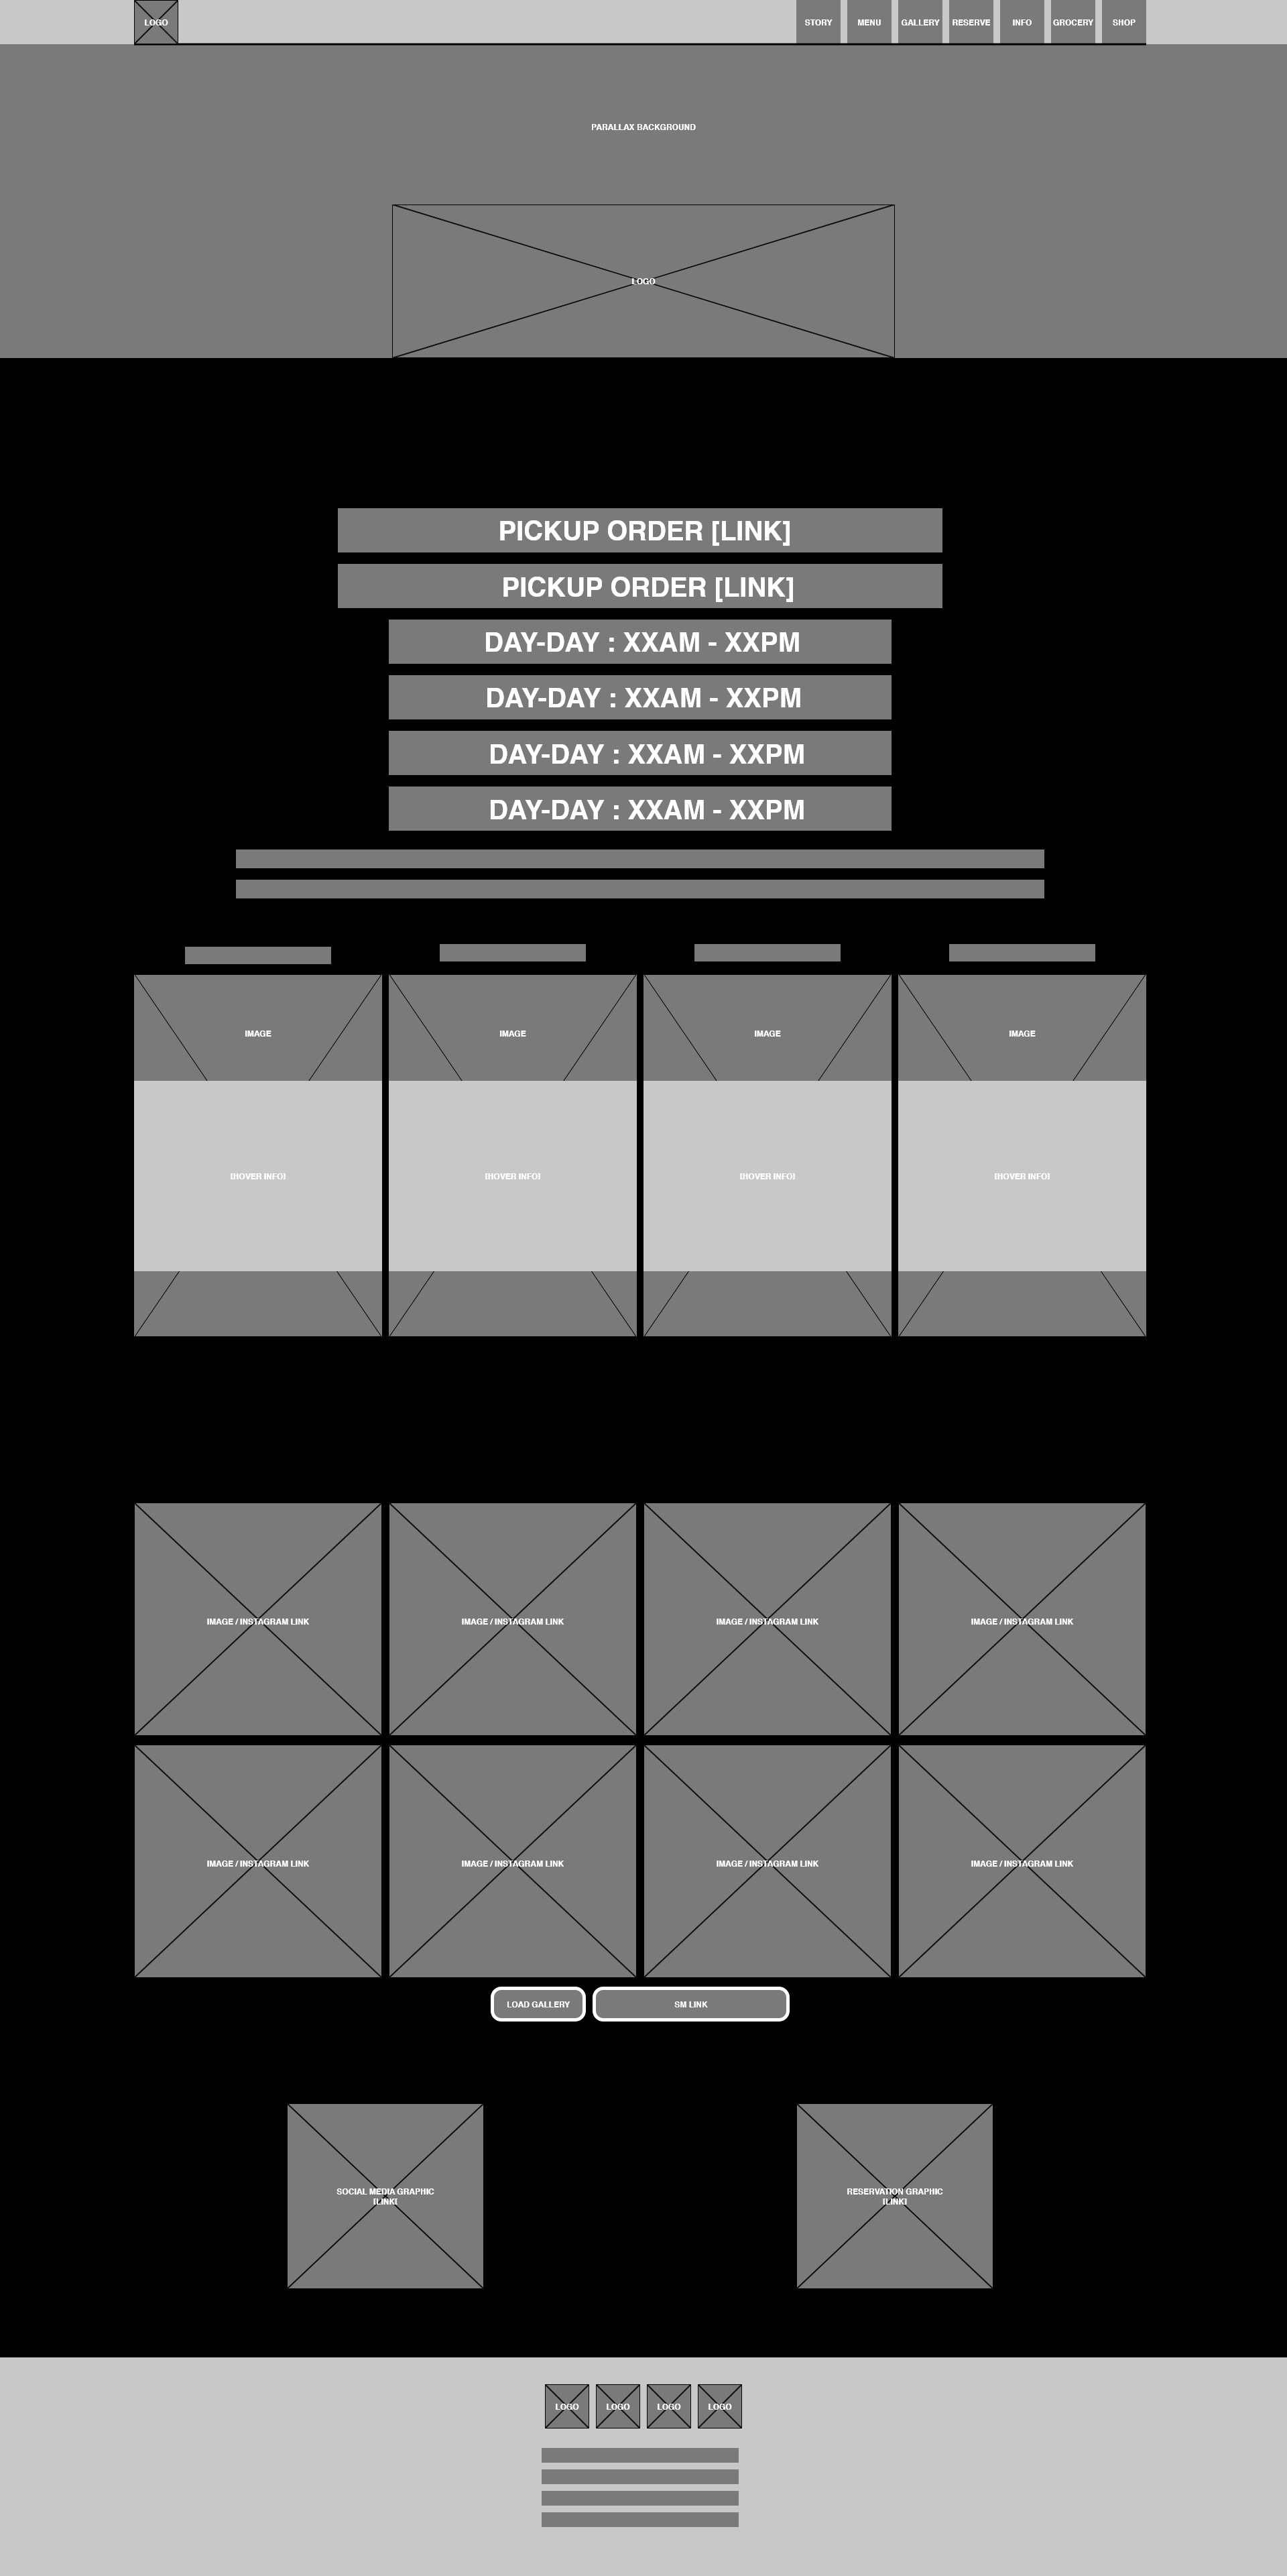 LOGO
STORY
MENU
GALLERY
RESERVE
INFO
GROCERY
SHOP
PARALLAX BACKGROUND
LOGO
PICKUP ORDER [LINK]
PICKUP ORDER [LINK]
DAY-DAY : XXAM - XXPM
DAY-DAY : XXAM - XXPM
DAY-DAY : XXAM - XXPM
DAY-DAY : XXAM - XXPM
IMAGE
IMAGE
IMAGE
IMAGE
[HOVER INFO]
[HOVER INFO]
[HOVER INFO]
[HOVER INFO]
IMAGE / INSTAGRAM LINK
IMAGE / INSTAGRAM LINK
IMAGE / INSTAGRAM LINK
IMAGE / INSTAGRAM LINK
IMAGE / INSTAGRAM LINK
IMAGE / INSTAGRAM LINK
IMAGE / INSTAGRAM LINK
IMAGE / INSTAGRAM LINK
LOAD GALLERY
SM LINK
SOCIAL MEDIA GRAPHIC
[LINK]
RESERVATION GRAPHIC
[LINK]
LOGO
LOGO
LOGO
LOGO